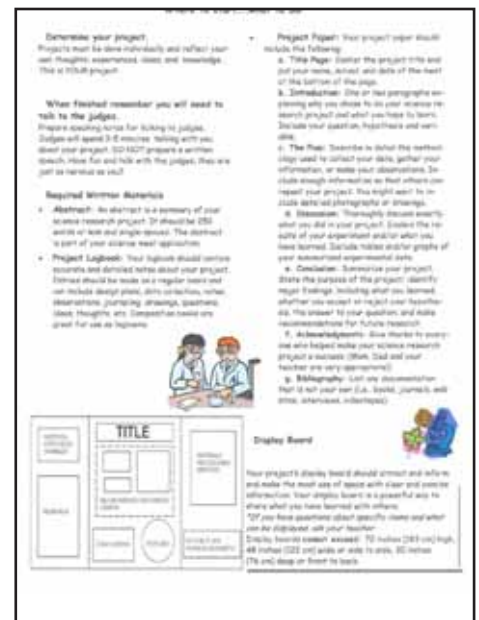 Where to start.....What to do!
Determine your project.
Projects must be done individually and reflect your
own thoughts, experiences, ideas, and knowledge.
This is YOUR project.
When finished remember you will need to
talk to the judges.
Prepare speaking notes for talking to judges.
Judges will spend 3-5 minutes talking with you
about your project. DO NOT prepare a written
speech. Have fun and talk with the judges, they are
just as nervous as you!!
Required Written Materials
• Abstract: An abstract is a summary of your
science research project. It should be 250
words or less and single-spaced. The abstract
is part of your science meet application.
• Project Logbook: Your logbook should contain
accurate and detailed notes about your project.
Entries should be made on a regular basis and
can include design plans, data collection, notes,
observations, journaling, drawings, questions,
ideas, thoughts, etc. Composition books are
great for use as logbooks.
TITLE
• Project Paper: Your project paper should
include the following:
a. Title Page: Center the project title and
put your name, school and date of the meet
at the bottom of the page.
b. Introduction: One or two paragraphs ex-
plaining why you chose to do your science re-
search project and what you hope to learn.
Include your question, hypothesis and vari-
able.
c. The Plan: Describe in detail the method-
ology used to collect your data, gather your
information, or make your observations. In-
clude enough information so that others can
repeat your project. You might want to in-
clude detailed photographs or drawings.
d. Discussion: Thoroughly discuss exactly
what you did in your project. Explain the re-
sults of your experiment and/or what you
have learned. Include tables and/or graphs of
your summarized experimental data.
e. Conclusion: Summarize your project.
State the purpose of the project; identify
major findings, including what you learned,
whether you accept or reject your hypothe-
sis, the answer to your question, and make
recommendations for future research.
f. Acknowledgments: Give thanks to every-
one who helped make your science research
project a success (Mom, Dad and your
teacher are very appropriate!)
g. Bibliography: List any documentation
that is not your own (i.e. books, journals, web
sites, interviews, videotapes)
Display Board
Your project's display board should attract and inform
and make the most use of space with clear and concise
information. Your display board is a powerful way to
share what you have learned with others.
*If you have questions about specific items and what
can be displayed, ask your teacher.
Display boards cannot exceed: 72 inches (183 cm) high,
48 inches (122 cm) wide or side to side, 30 inches
(76 cm) deep or front to back.